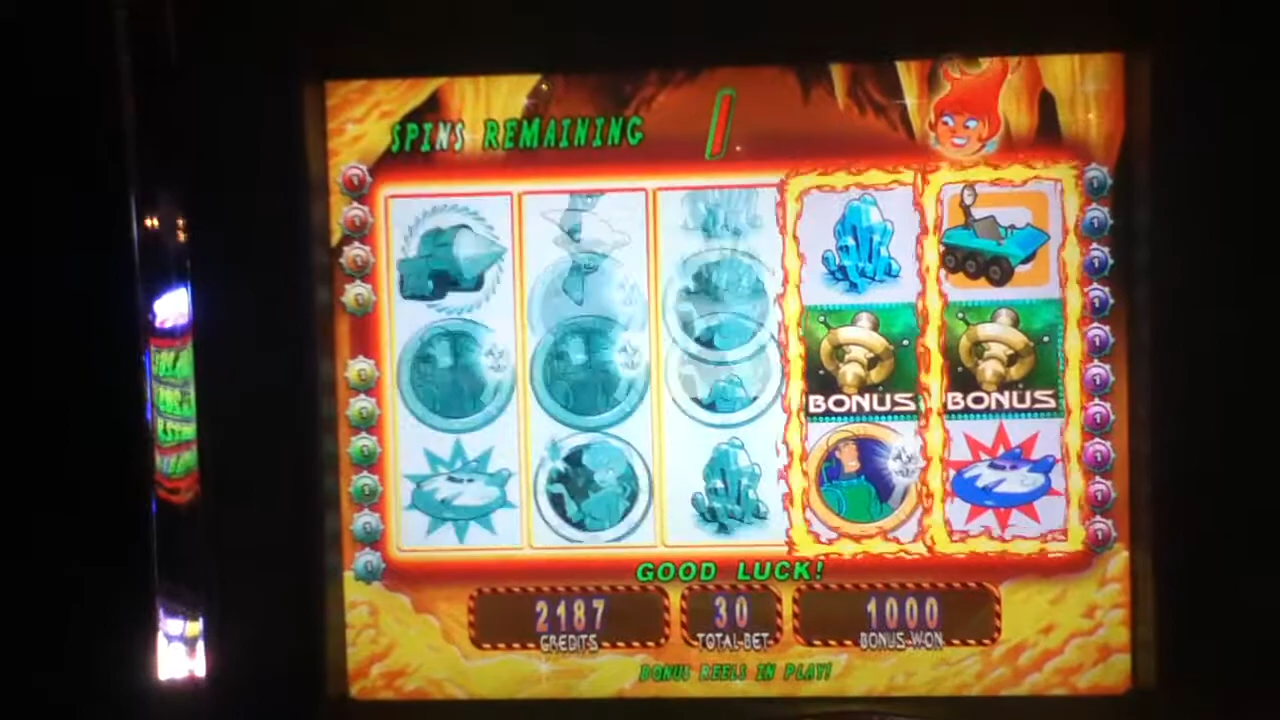 SPINS REMAINING 1
BONUS BONUS
GOOD LUCK!
2187 30 1000
CREDITS TOTAL BET BONUS WON
BONUS REELS IN PLAY!